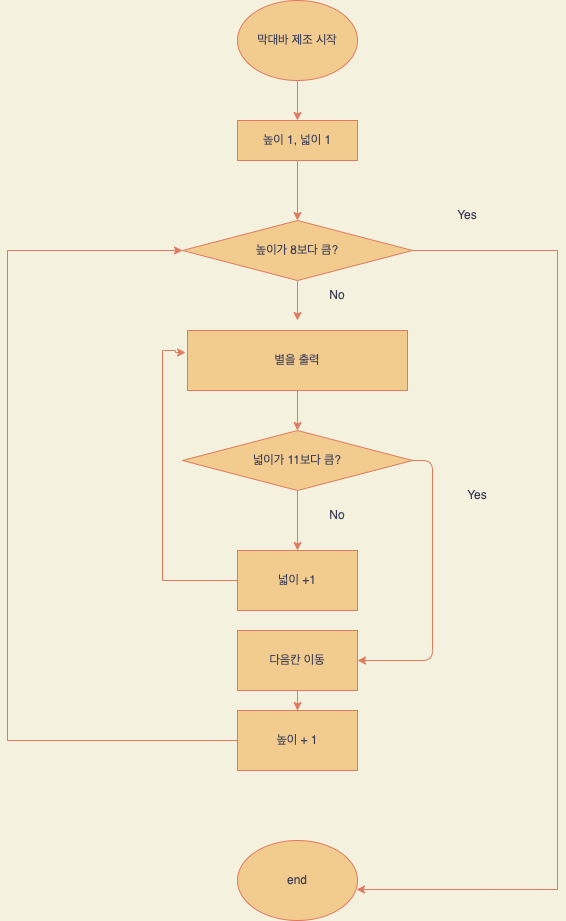 막대바 제조 시작
높이 1, 넓이 1
Yes
높이가 8보다 큼?
No
별을 출력
넓이가 11보다 큼?
Yes
No
넓이 +1
다음칸 이동
높이 + 1
end